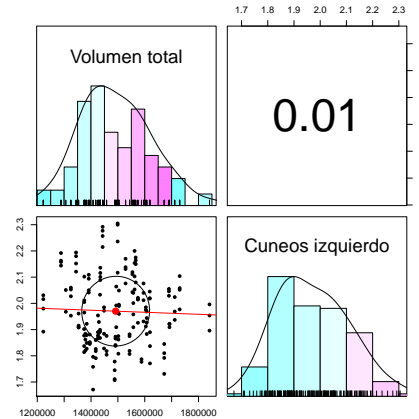 1.7 1.8 1.9 2.0 2.1 2.2 2.3
Volumen total
0.01
2.3
2.2
2.1
2.0
1.9
1.8
1.7
Cuneos izquierdo
1200000 1400000 1600000 1800000